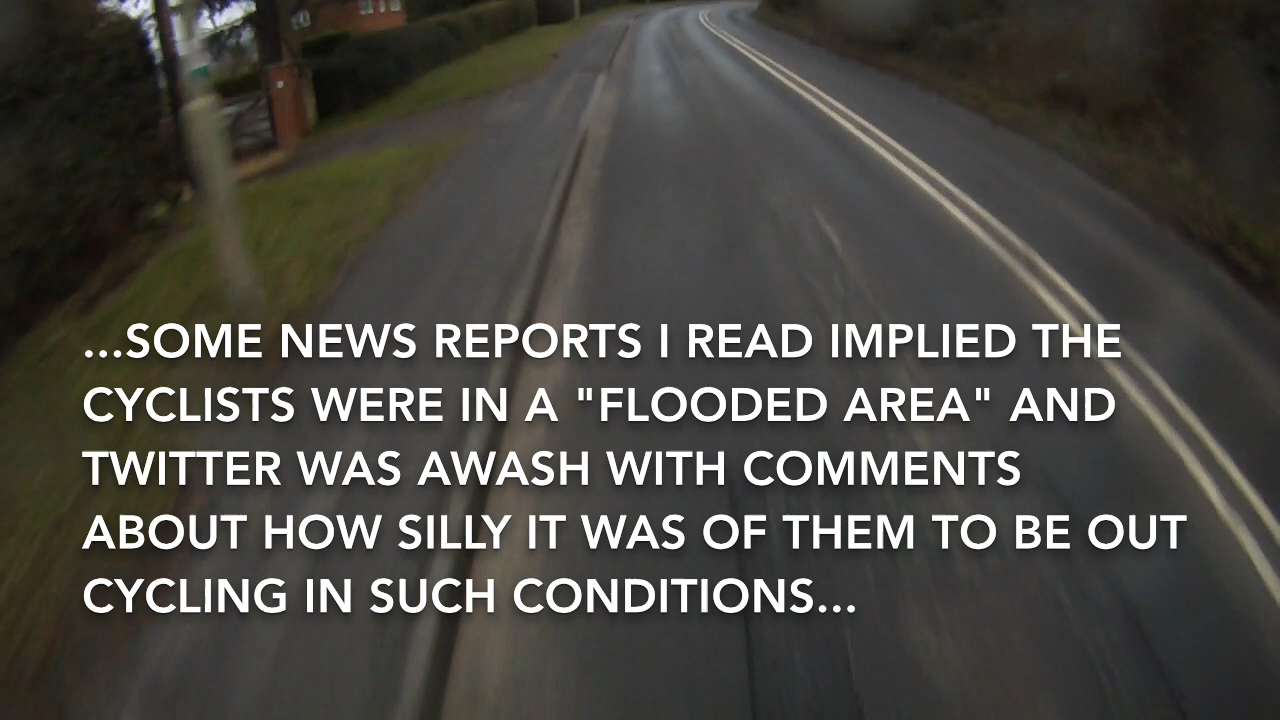 ...SOME NEWS REPORTS I READ IMPLIED THE
CYCLISTS WERE IN A "FLOODED AREA" AND
TWITTER WAS AWASH WITH COMMENTS
ABOUT HOW SILLY IT WAS OF THEM TO BE OUT
CYCLING IN SUCH CONDITIONS...